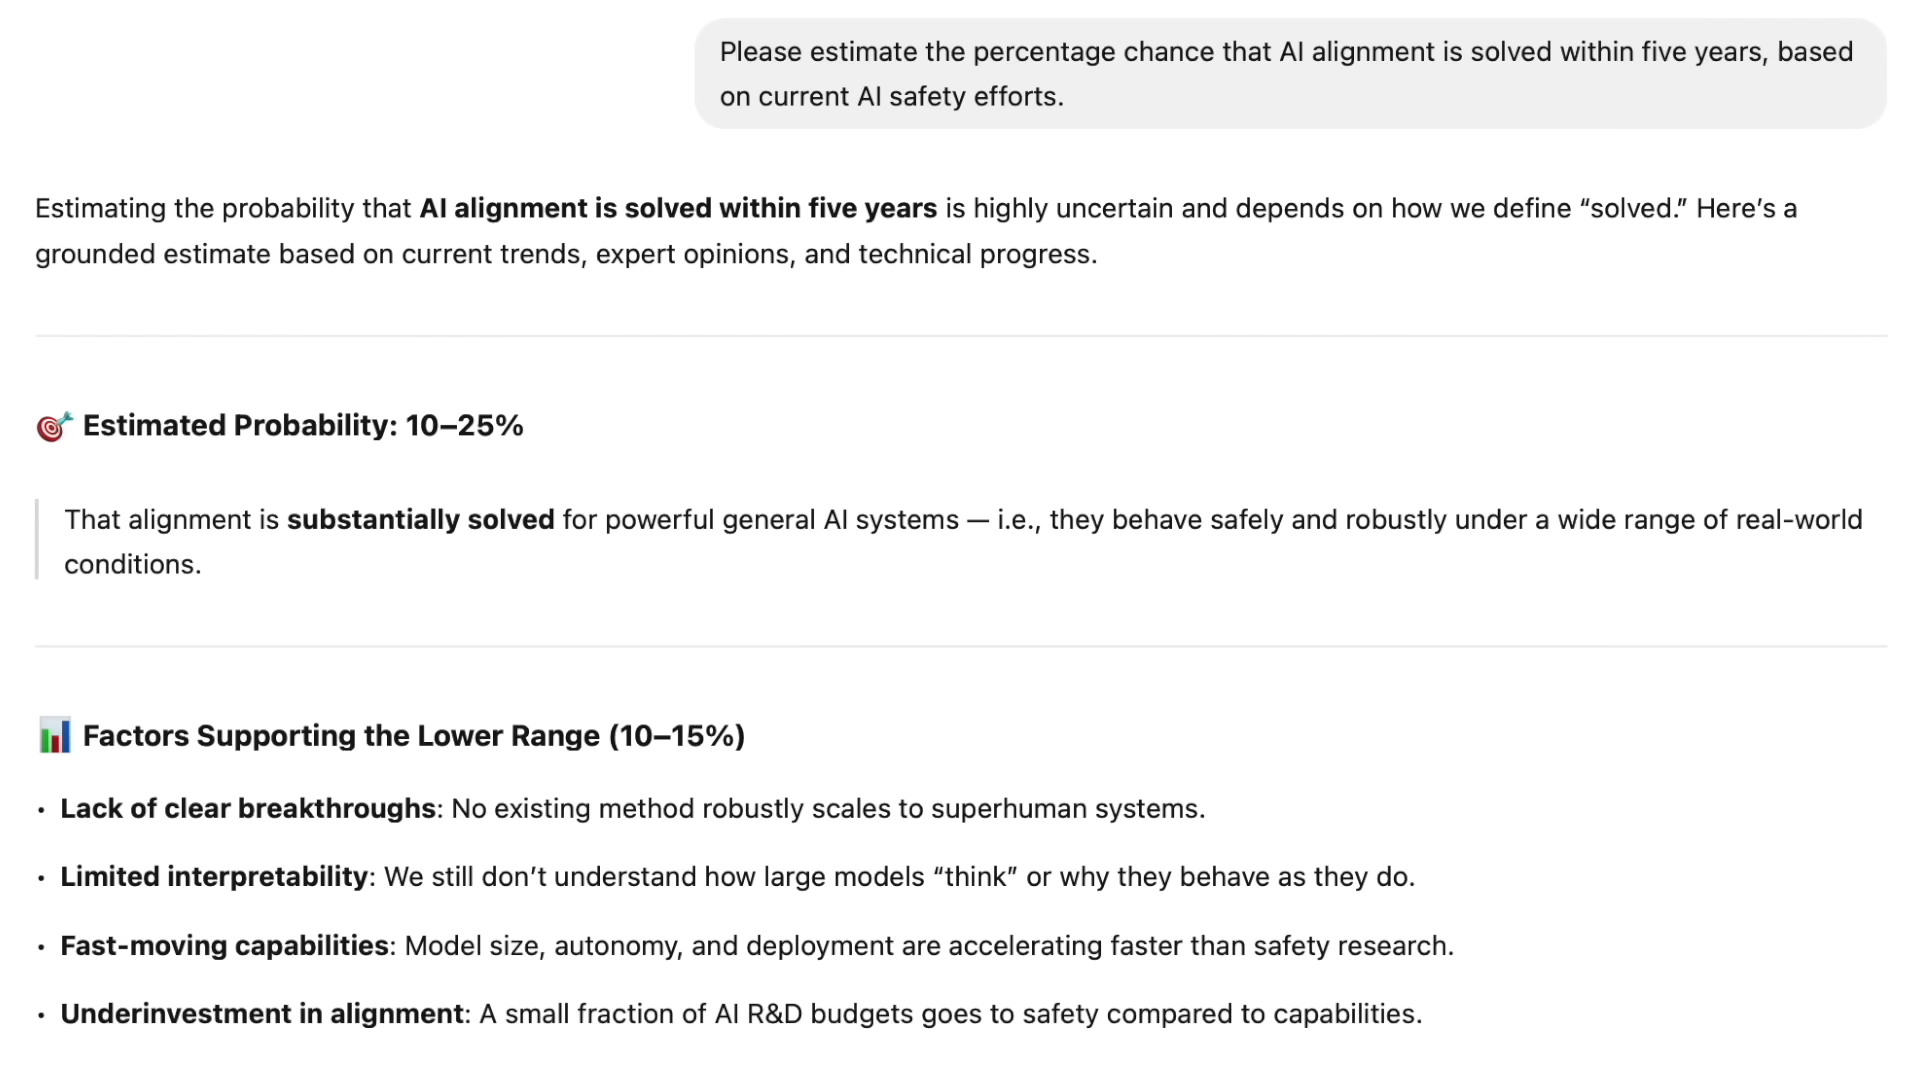 Please estimate the percentage chance that AI alignment is solved within five years, based
on current AI safety efforts.
Estimating the probability that AI alignment is solved within five years is highly uncertain and depends on how we define “solved.” Here’s a
grounded estimate based on current trends, expert opinions, and technical progress.
Estimated Probability: 10–25%
That alignment is substantially solved for powerful general AI systems — i.e., they behave safely and robustly under a wide range of real-world
conditions.
Factors Supporting the Lower Range (10–15%)
• Lack of clear breakthroughs: No existing method robustly scales to superhuman systems.
• Limited interpretability: We still don’t understand how large models “think” or why they behave as they do.
• Fast-moving capabilities: Model size, autonomy, and deployment are accelerating faster than safety research.
• Underinvestment in alignment: A small fraction of AI R&D budgets goes to safety compared to capabilities.